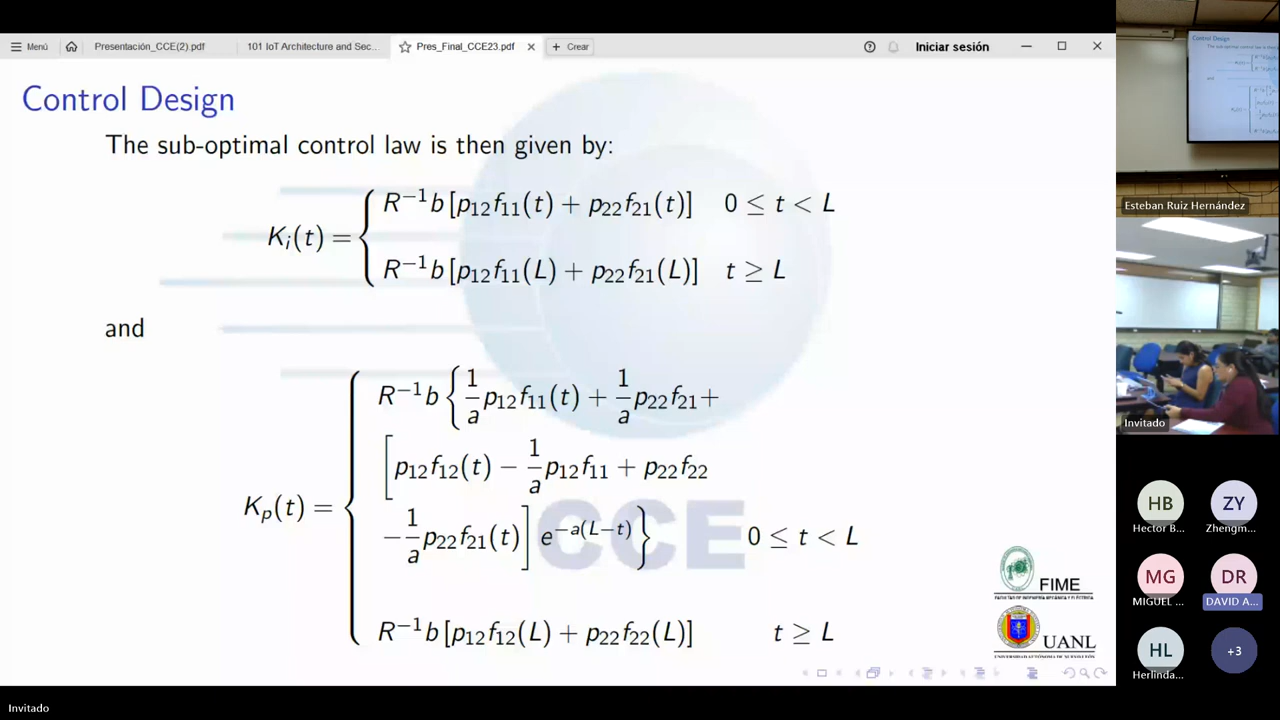 Menú
Presentación_CCE(2).pdf
101 IoT Architecture and Sec...
Pres_Final_CCE23.pdf
+ Crear
Iniciar sesión
Control Design
The sub-optimal control law is then given by:
K_i(t) = { R^{-1}b [p_{12}f_{11}(t) + p_{22}f_{21}(t)] 0 ≤ t < L
R^{-1}b [p_{12}f_{11}(L) + p_{22}f_{21}(L)] t ≥ L
and
K_p(t) = { R^{-1}b { \frac{1}{a}p_{12}f_{11}(t) + \frac{1}{a}p_{22}f_{21}+
[ p_{12}f_{12}(t) − \frac{1}{a}p_{12}f_{11} + p_{22}f_{22}
−\frac{1}{a}p_{22}f_{21}(t) ] e^{−a(L−t)} } 0 ≤ t < L
R^{-1}b [p_{12}f_{12}(L) + p_{22}f_{22}(L)] t ≥ L
CCE
FIME
UANL
Esteban Ruiz Hernández
Invitado
HB
Hector B...
ZY
Zhengm...
MG
MIGUEL ...
DR
DAVID A...
HL
Herlinda...
+3
Invitado